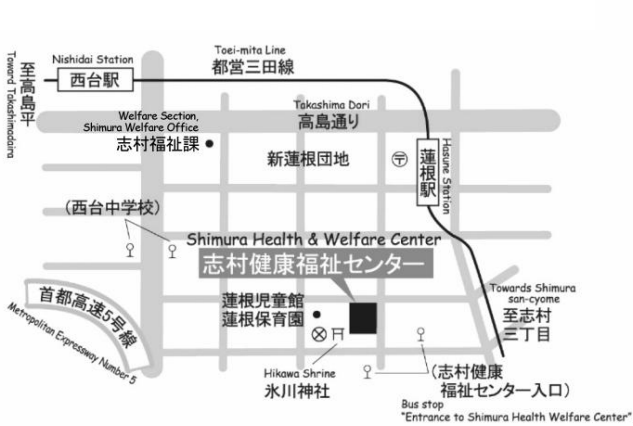 Nishidai Station
西台駅
Toei-mita Line
都営三田線
至高島平
Toward Takashimadaira
Takashima Dori
高島通り
Welfare Section,
Shimura Welfare Office
志村福祉課
新蓮根団地
〒
蓮根駅
Hasune Station
(西台中学校)
Shimura Health & Welfare Center
志村健康福祉センター
首都高速5号線
Metropolitan Expressway Number 5
蓮根児童館
蓮根保育園
Towards Shimura
san-cyome
至志村
三丁目
Hikawa Shrine
氷川神社
(志村健康
福祉センター入口)
Bus stop
"Entrance to Shimura Health Welfare Center"